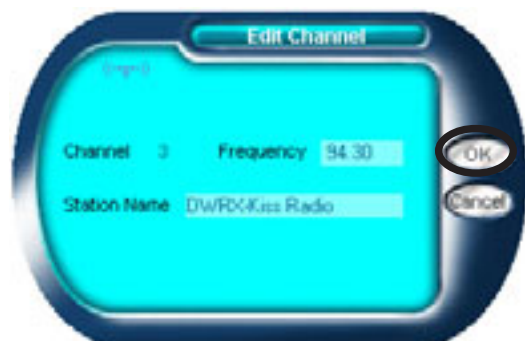 Edit Channel
Channel 3 Frequency 94.30
OK
Station Name DWRX-Kiss Radio
Cancel